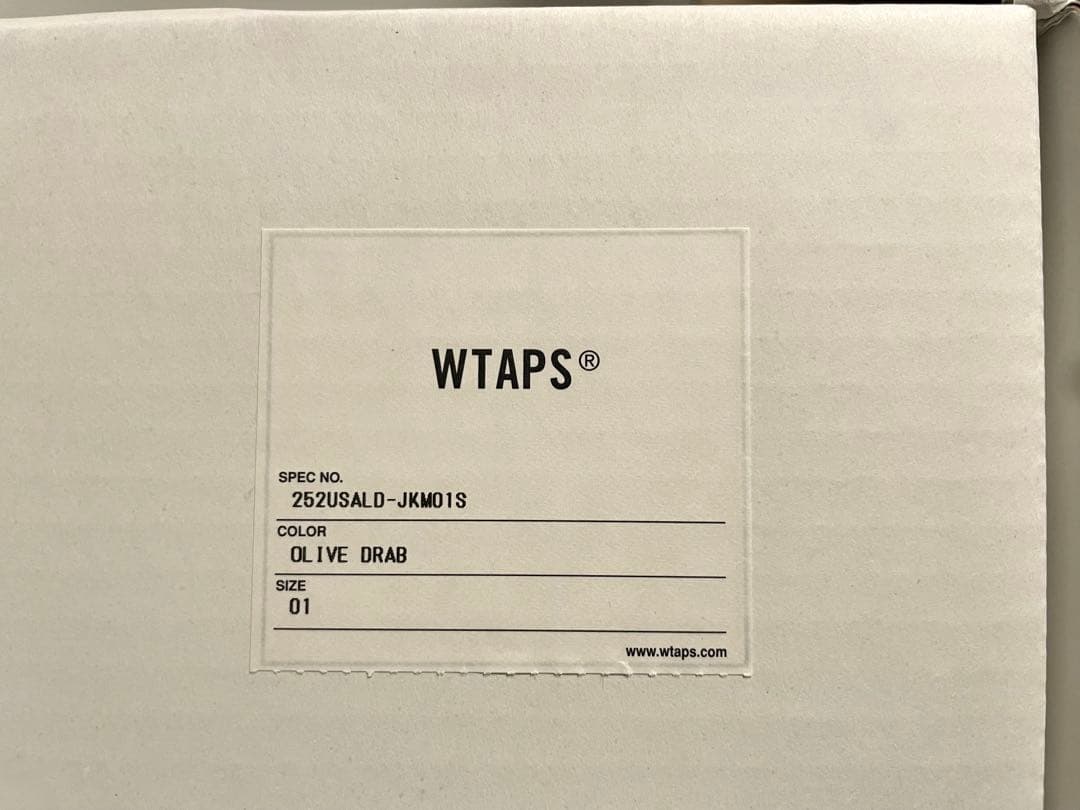 WTAPS®
SPEC NO.
252USALD-JKM01S
COLOR
OLIVE DRAB
SIZE
01
www.wtaps.com